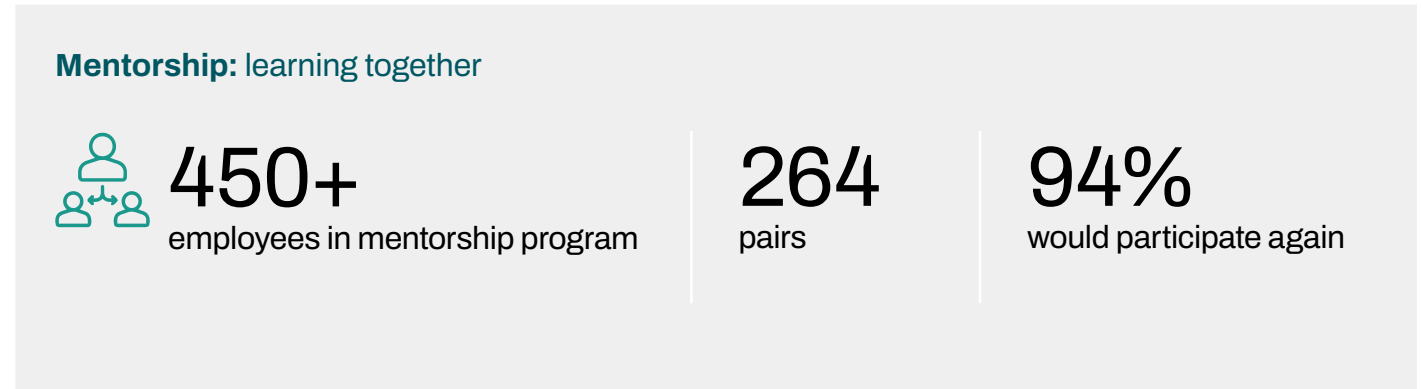 Mentorship: learning together
450+
employees in mentorship program
264
pairs
94%
would participate again